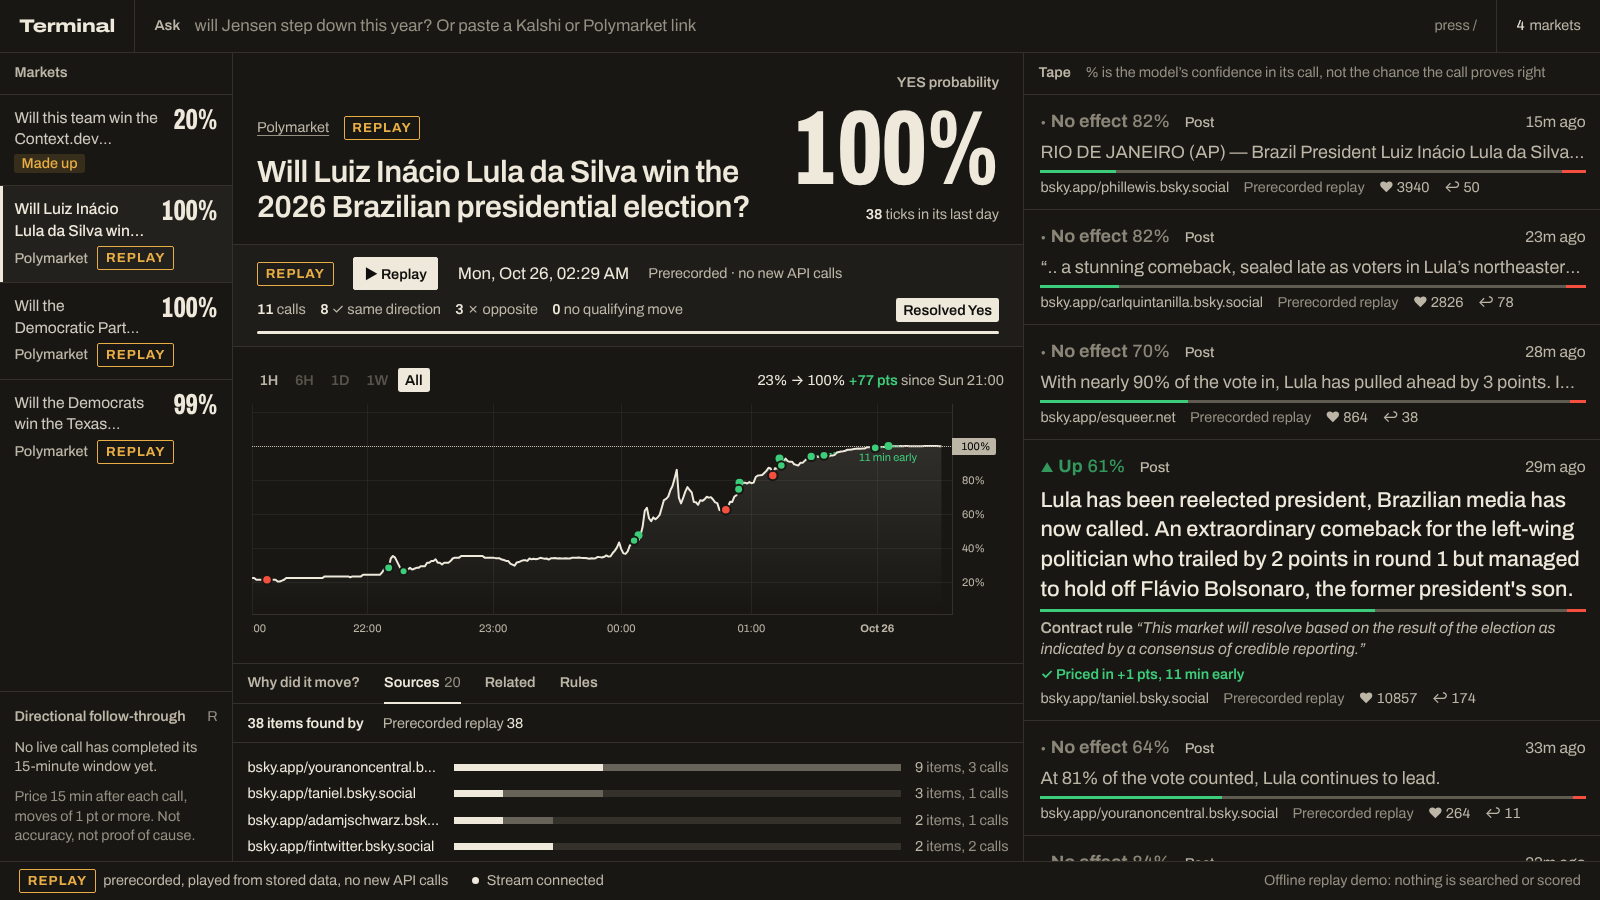 Terminal
Ask will Jensen step down this year? Or paste a Kalshi or Polymarket link
press /
4 markets
Markets
Will this team win the Context.dev...
20%
Made up
Will Luiz Inácio
Lula da Silva win...
100%
Polymarket REPLAY
Will the
Democratic Part...
100%
Polymarket REPLAY
Will the Democrats
win the Texas...
99%
Polymarket REPLAY
Directional follow-through R
No live call has completed its
15-minute window yet.
Price 15 min after each call,
moves of 1 pt or more. Not
accuracy, not proof of cause.
YES probability
Polymarket REPLAY
100%
Will Luiz Inácio Lula da Silva win the
2026 Brazilian presidential election?
38 ticks in its last day
REPLAY ▶ Replay Mon, Oct 26, 02:29 AM Prerecorded · no new API calls
11 calls 8 ✓ same direction 3 × opposite 0 no qualifying move
Resolved Yes
1H 6H 1D 1W All
23% → 100% +77 pts since Sun 21:00
100%
11 min early
80%
60%
40%
20%
00 22:00 23:00 00:00 01:00 Oct 26
Why did it move? Sources 20 Related Rules
38 items found by Prerecorded replay 38
bsky.app/youranoncentral.b... 9 items, 3 calls
bsky.app/taniel.bsky.social 3 items, 1 calls
bsky.app/adamjschwarz.bsk... 2 items, 1 calls
bsky.app/fintwitter.bsky.social 2 items, 2 calls
Tape % is the model’s confidence in its call, not the chance the call proves right
· No effect 82% Post 15m ago
RIO DE JANEIRO (AP) — Brazil President Luiz Inácio Lula da Silva...
bsky.app/phillewis.bsky.social Prerecorded replay ♥ 3940 ↩ 50
· No effect 82% Post 23m ago
“.. a stunning comeback, sealed late as voters in Lula’s northeaster...
bsky.app/carlquintanilla.bsky.social Prerecorded replay ♥ 2826 ↩ 78
· No effect 70% Post 28m ago
With nearly 90% of the vote in, Lula has pulled ahead by 3 points. I...
bsky.app/esqueer.net Prerecorded replay ♥ 864 ↩ 38
▲ Up 61% Post 29m ago
Lula has been reelected president, Brazilian media has
now called. An extraordinary comeback for the left-wing
politician who trailed by 2 points in round 1 but managed
to hold off Flávio Bolsonaro, the former president's son.
Contract rule “This market will resolve based on the result of the election as
indicated by a consensus of credible reporting.”
✓ Priced in +1 pts, 11 min early
bsky.app/taniel.bsky.social Prerecorded replay ♥ 10857 ↩ 174
· No effect 64% Post 33m ago
At 81% of the vote counted, Lula continues to lead.
bsky.app/youranoncentral.bsky.social Prerecorded replay ♥ 264 ↩ 11
· No effect 84% Post
REPLAY prerecorded, played from stored data, no new API calls ● Stream connected
Offline replay demo: nothing is searched or scored